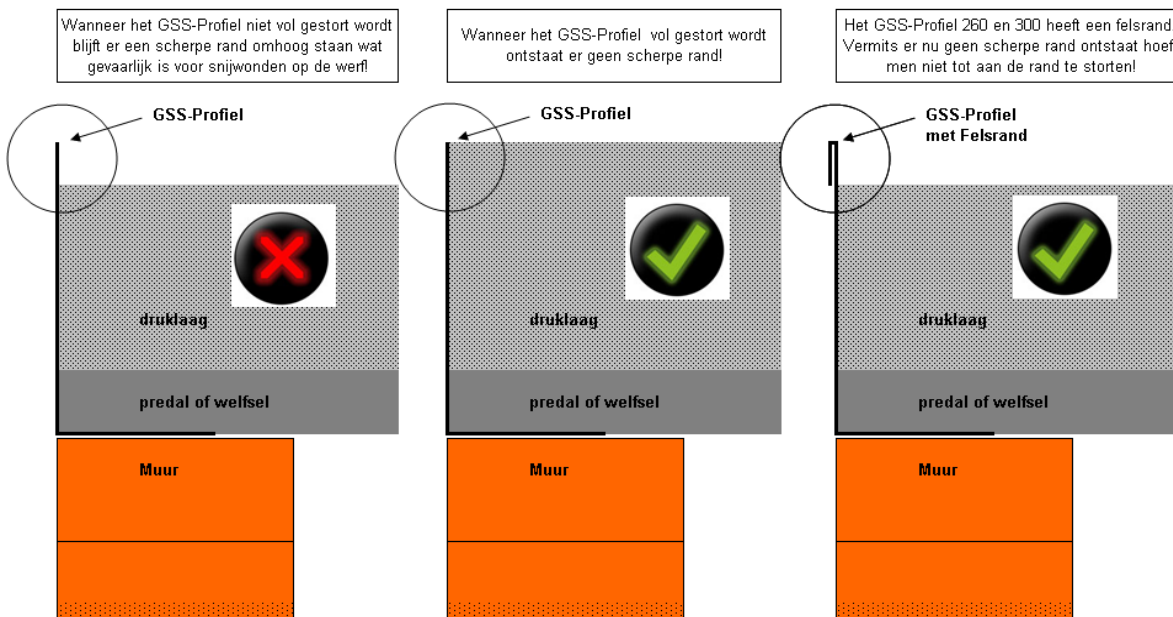 Wanneer het GSS-Profiel niet vol gestort wordt
blijft er een scherpe rand omhoog staan wat
gevaarlijk is voor snijwonden op de werf!
GSS-Profiel
druklaag
predal of welfsel
Muur
Wanneer het GSS-Profiel vol gestort wordt
ontstaat er geen scherpe rand!
GSS-Profiel
druklaag
predal of welfsel
Muur
Het GSS-Profiel 260 en 300 heeft een felsrand
Vermits er nu geen scherpe rand ontstaat hoef
men niet tot aan de rand te storten!
GSS-Profiel
met Felsrand
druklaag
predal of welfsel
Muur